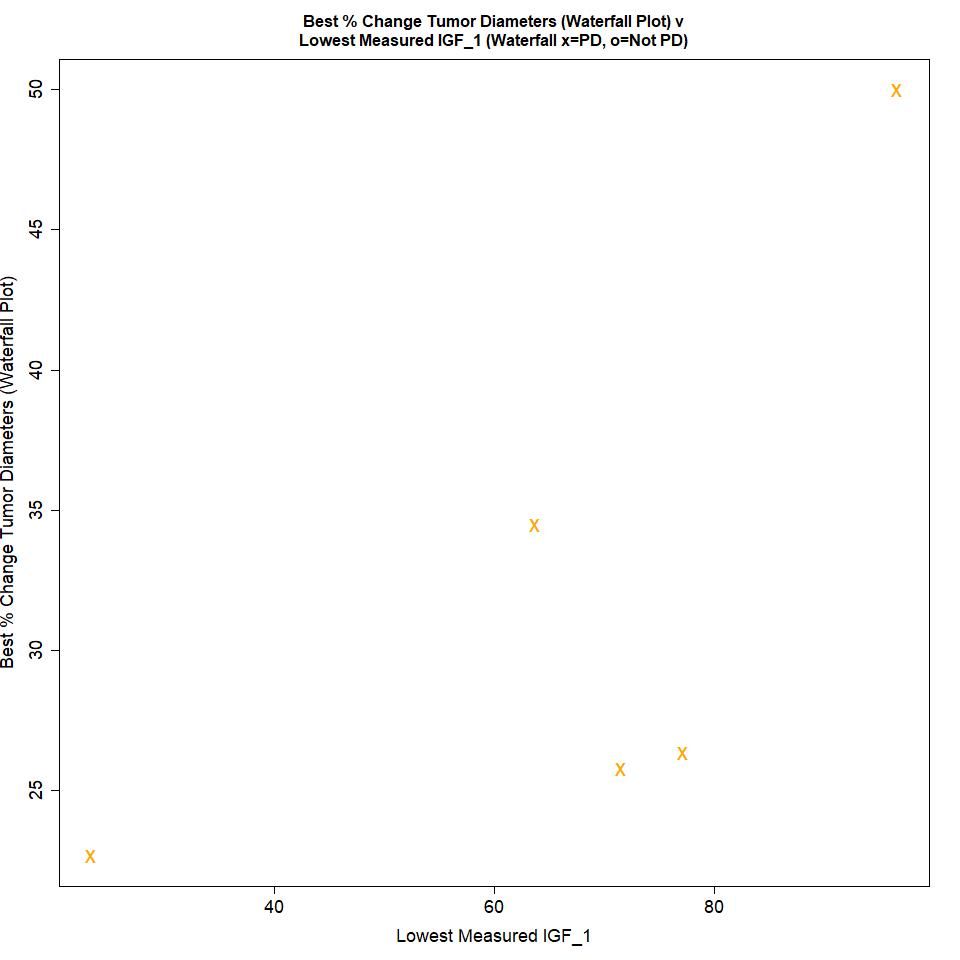 Best % Change Tumor Diameters (Waterfall Plot) v
Lowest Measured IGF_1 (Waterfall x=PD, o=Not PD)
Best % Change Tumor Diameters (Waterfall Plot)
50
45
40
35
30
25
X
X
X
X
X
40
60
80
Lowest Measured IGF_1